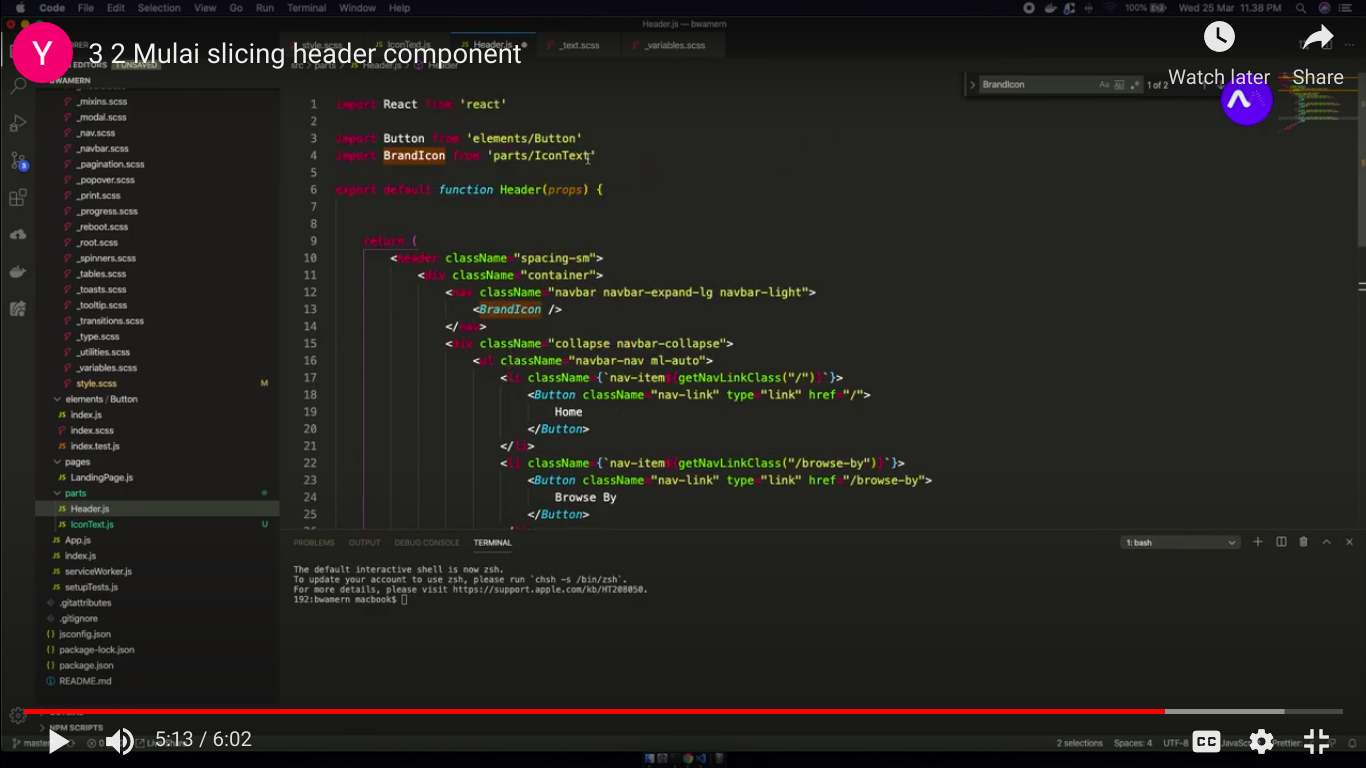 Code File Edit Selection View Go Run Terminal Window Help
100% Wed 25 Mar 11.38 PM
Header.js — bwamern
Y 3 2 Mulai slicing header component
Watch later Share
style.scss IconText.js Header.js _text.scss _variables.scss
EDITORS 1 UNSAVED
src parts Header.js Header
BWAMERN
BrandIcon
1 of 2
_mixins.scss
_modal.scss
_nav.scss
_navbar.scss
_pagination.scss
_popover.scss
_print.scss
_progress.scss
_reboot.scss
_root.scss
_spinners.scss
_tables.scss
_toasts.scss
_tooltip.scss
_transitions.scss
_type.scss
_utilities.scss
_variables.scss
style.scss M
elements / Button
index.js
index.scss
index.test.js
pages
LandingPage.js
parts
Header.js
IconText.js U
App.js
index.js
serviceWorker.js
setupTests.js
.gitattributes
.gitignore
jsconfig.json
package-lock.json
package.json
README.md
NPM SCRIPTS
1 import React from 'react'
2
3 import Button from 'elements/Button'
4 import BrandIcon from 'parts/IconText'
5
6 export default function Header(props) {
7
8
9 return (
10 <header className="spacing-sm">
11 <div className="container">
12 <nav className="navbar navbar-expand-lg navbar-light">
13 <BrandIcon />
14 </nav>
15 <div className="collapse navbar-collapse">
16 <ul className="navbar-nav ml-auto">
17 <li className={`nav-item${getNavLinkClass("/")}`}>
18 <Button className="nav-link" type="link" href="/">
19 Home
20 </Button>
21 </li>
22 <li className={`nav-item${getNavLinkClass("/browse-by")}`}>
23 <Button className="nav-link" type="link" href="/browse-by">
24 Browse By
25 </Button>
PROBLEMS OUTPUT DEBUG CONSOLE TERMINAL
1: bash
The default interactive shell is now zsh.
To update your account to use zsh, please run `chsh -s /bin/zsh`.
For more details, please visit https://support.apple.com/kb/HT208050.
192:bwamern macbook$
5:13 / 6:02
2 selections Spaces: 4 UTF-8
CC